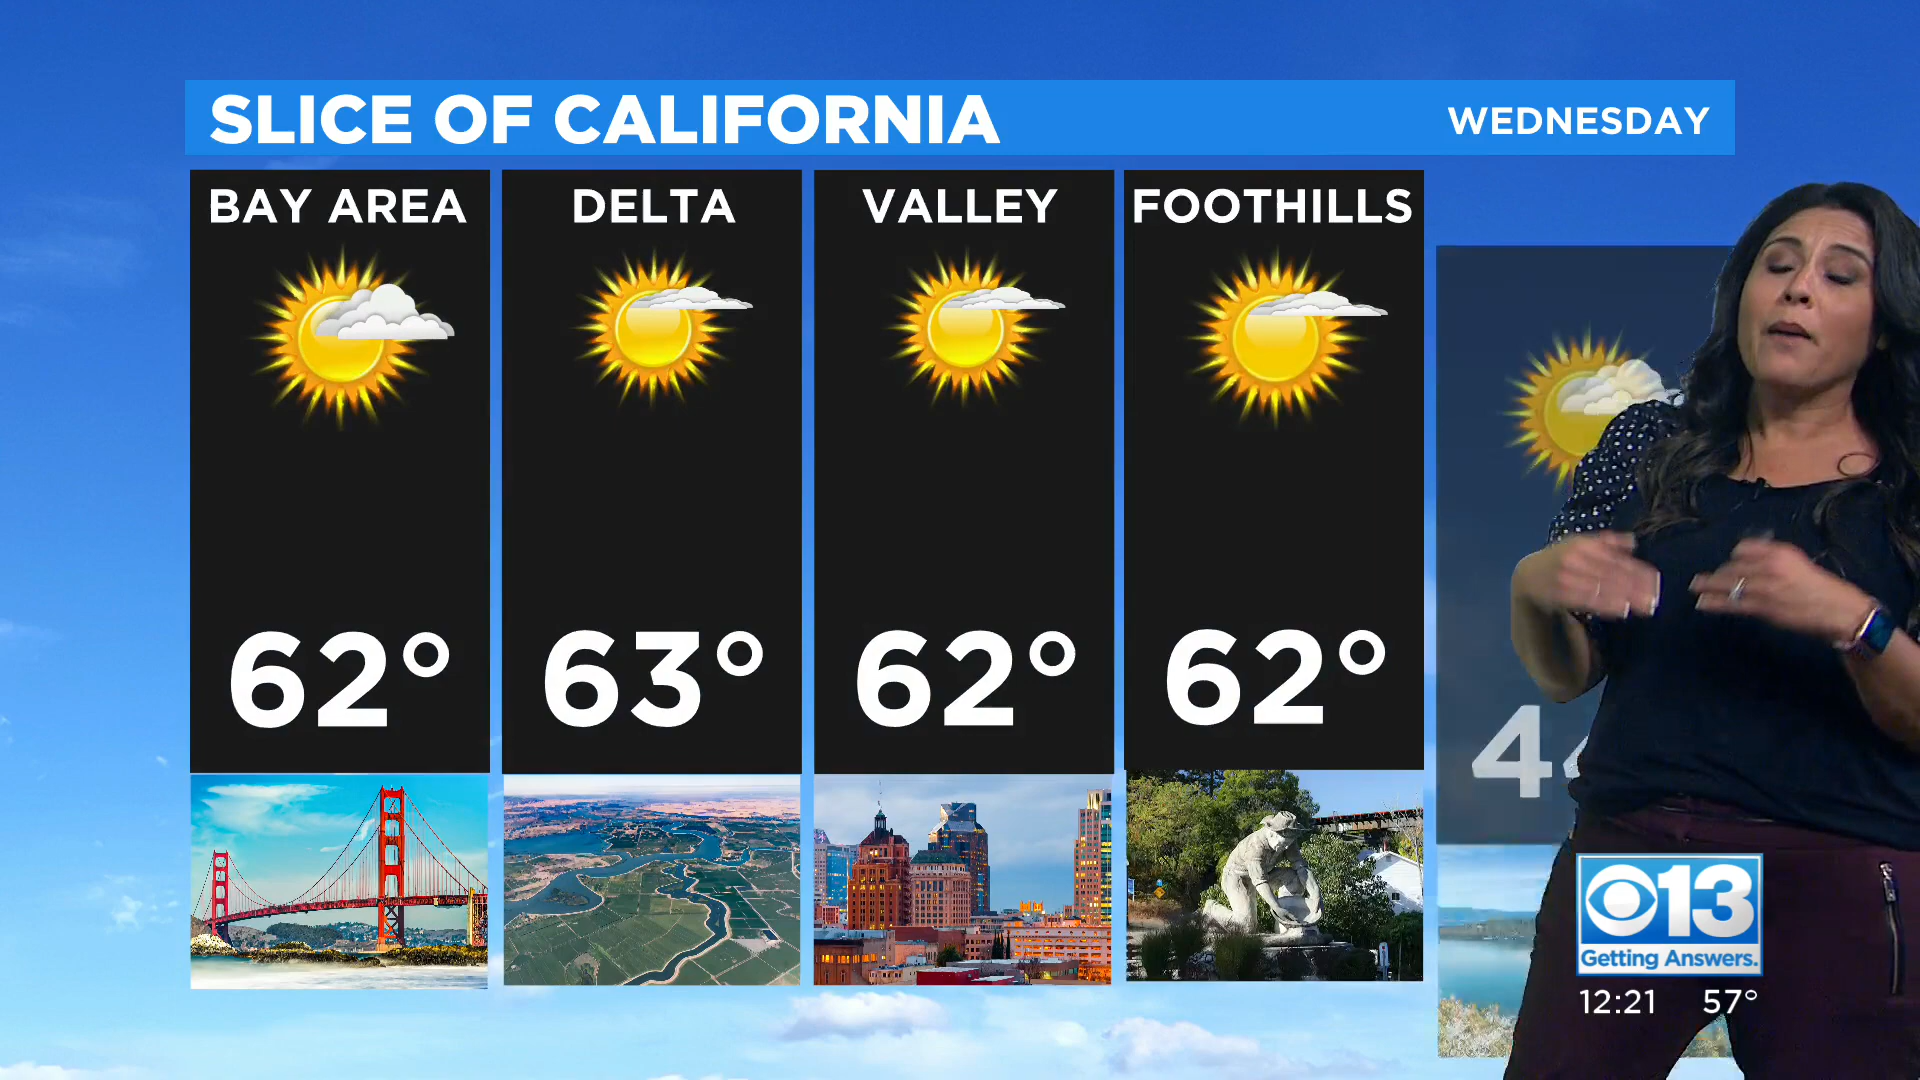 SLICE OF CALIFORNIA
WEDNESDAY
BAY AREA
DELTA
VALLEY
FOOTHILLS
62°
63°
62°
62°
13
Getting Answers.
12:21 57°